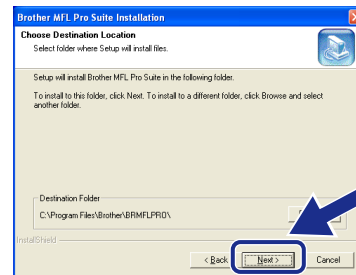 Brother MFL Pro Suite Installation
Choose Destination Location
Select folder where Setup will install files.
Setup will install Brother MFL Pro Suite in the following folder.
To install to this folder, click Next. To install to a different folder, click Browse and select
another folder.
Destination Folder
C:\Program Files\Brother\BRMFLPRO\
InstallShield
< Back
Next >
Cancel